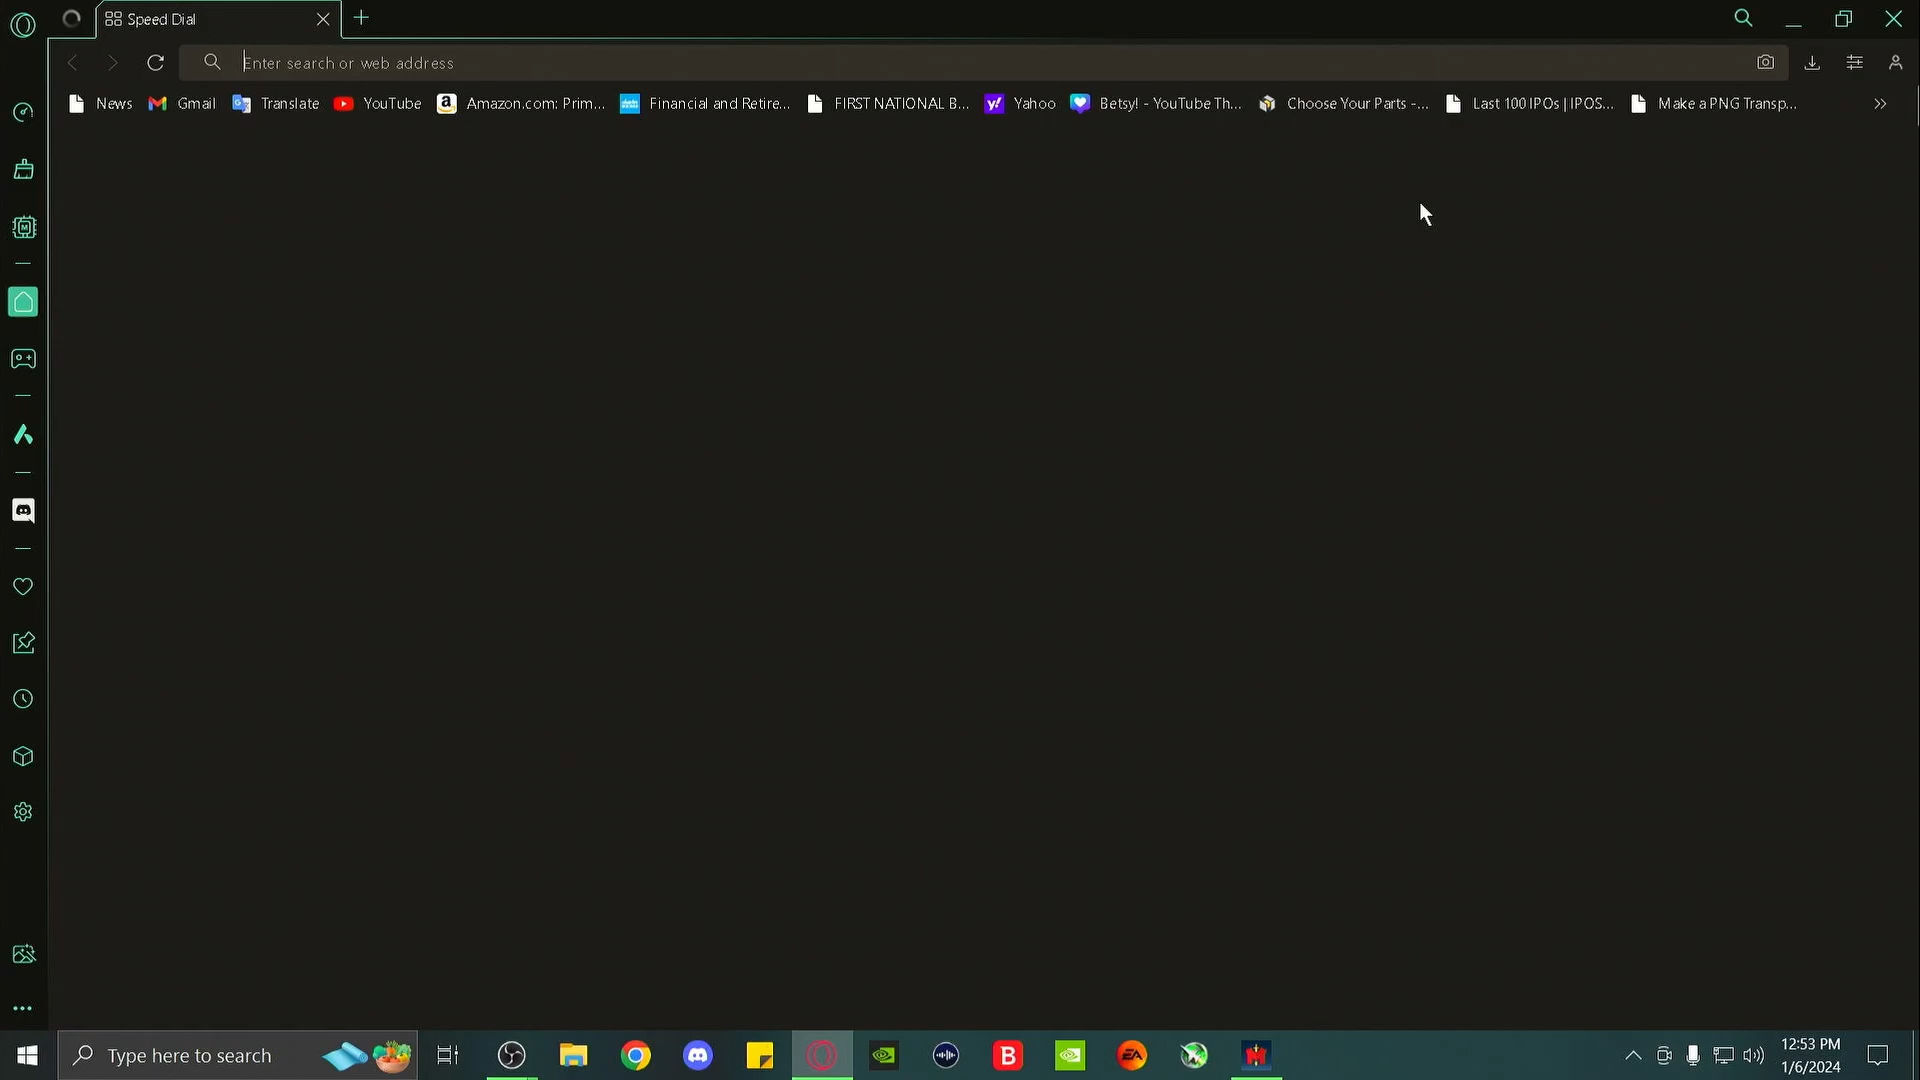 Speed Dial
Enter search or web address
News Gmail Translate YouTube Amazon.com: Prim... Financial and Retire... FIRST NATIONAL B... Yahoo Betsy! - YouTube Th... Choose Your Parts -... Last 100 IPOs | IPOS... Make a PNG Transp...
Type here to search
12:53 PM
1/6/2024